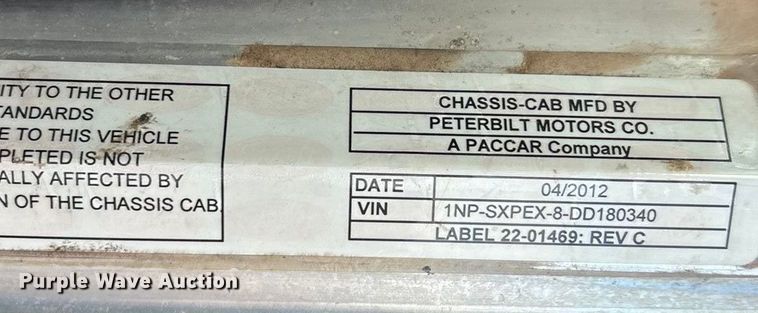 ITY TO THE OTHER
TANDARDS
E TO THIS VEHICLE
PLETED IS NOT
ALLY AFFECTED BY
N OF THE CHASSIS CAB
CHASSIS-CAB MFD BY
PETERBILT MOTORS CO.
A PACCAR Company
DATE 04/2012
VIN 1NP-SXPEX-8-DD180340
LABEL 22-01469: REV C
Purple Wave Auction